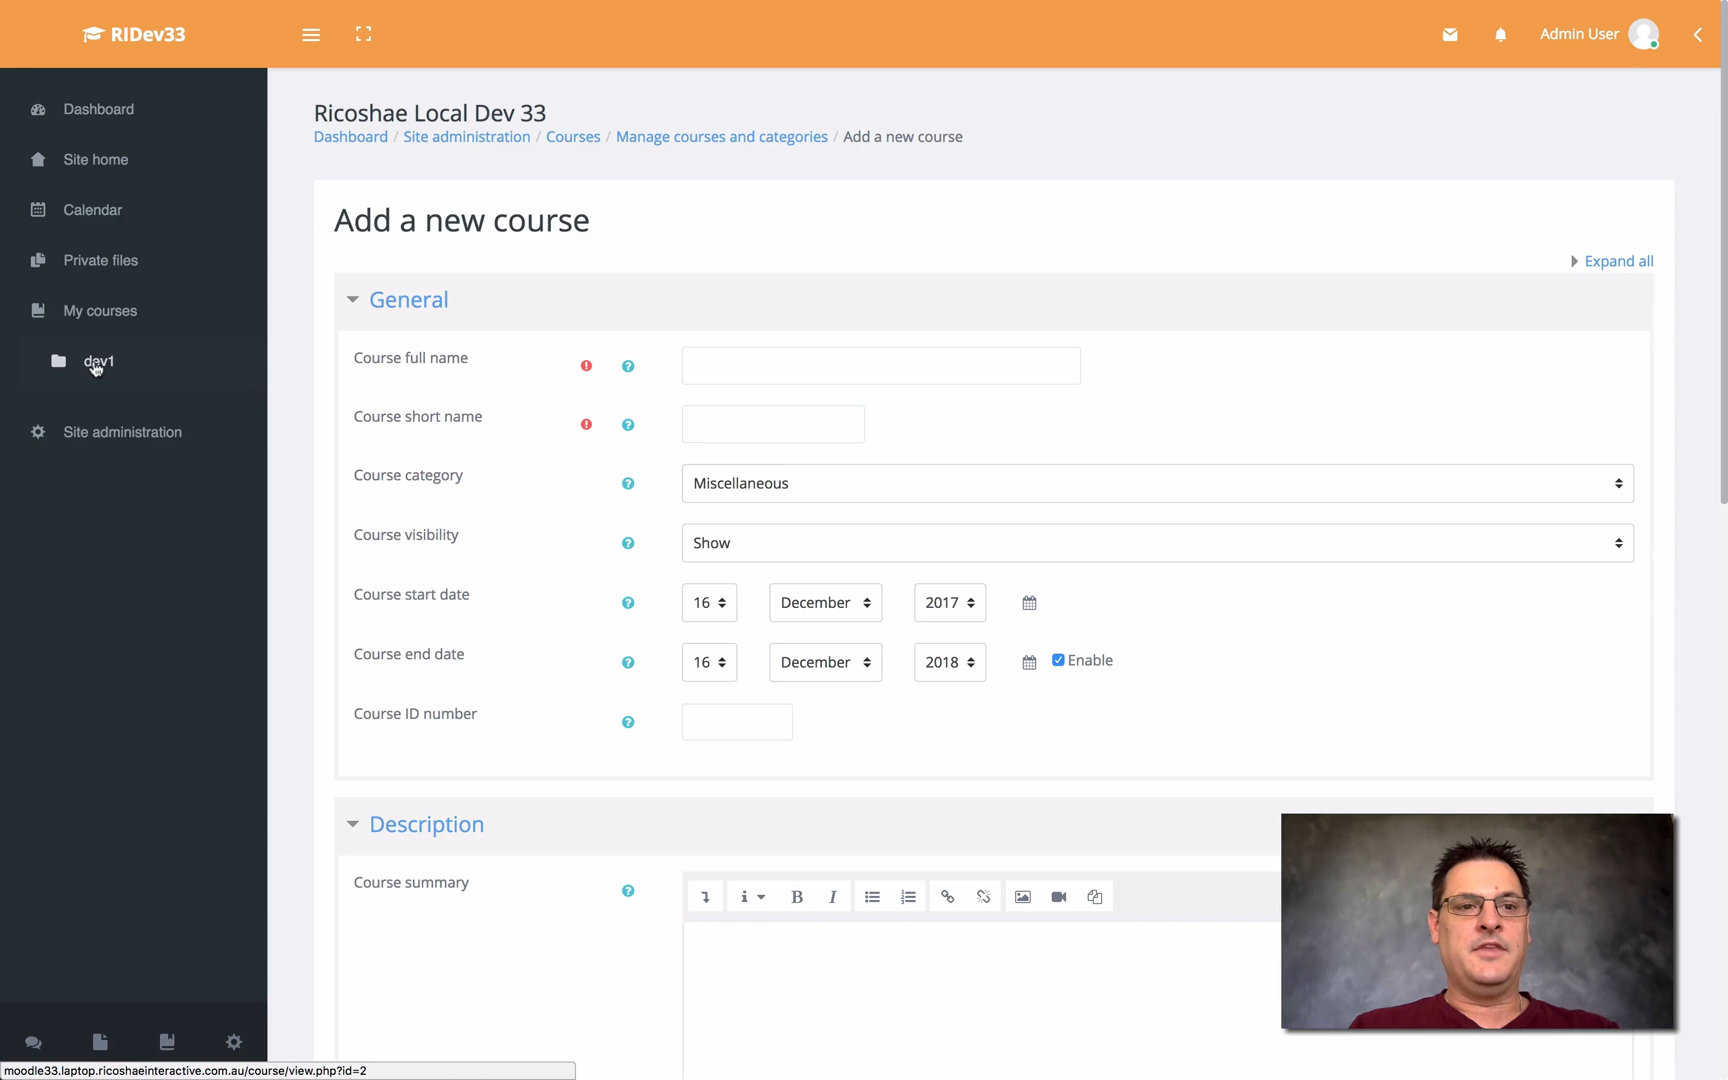 RIDev33
Admin User
Dashboard
Site home
Calendar
Private files
My courses
dev1
Site administration
Ricoshae Local Dev 33
Dashboard / Site administration / Courses / Manage courses and categories / Add a new course
Add a new course
Expand all
General
Course full name
Course short name
Course category
Miscellaneous
Course visibility
Show
Course start date
16 December 2017
Course end date
16 December 2018 Enable
Course ID number
Description
Course summary
B I
moodle33.laptop.ricoshaeinteractive.com.au/course/view.php?id=2